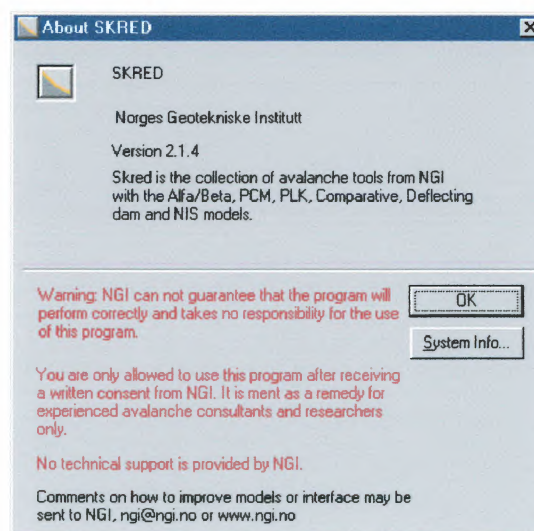 About SKRED
SKRED
Norges Geotekniske Institutt
Version 2.1.4
Skred is the collection of avalanche tools from NGI
with the Alfa/Beta, PCM, PLK, Comparative, Deflecting
dam and NIS models.
Warning: NGI can not guarantee that the program will
perform correctly and takes no responsibility for the use
of this program.
OK
System Info...
You are only allowed to use this program after receiving
a written consent from NGI. It is ment as a remedy for
experienced avalanche consultants and researchers
only.
No technical support is provided by NGI.
Comments on how to improve models or interface may be
sent to NGI, ngi@ngi.no or www.ngi.no